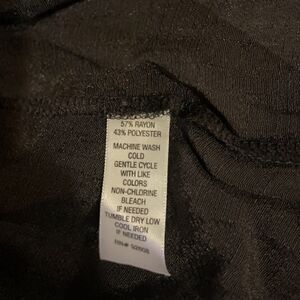 57% RAYON
43% POLYESTER
MACHINE WASH
COLD
GENTLE CYCLE
WITH LIKE
COLORS
NON-CHLORINE
BLEACH
IF NEEDED
TUMBLE DRY LOW
COOL IRON
IF NEEDED
RN#